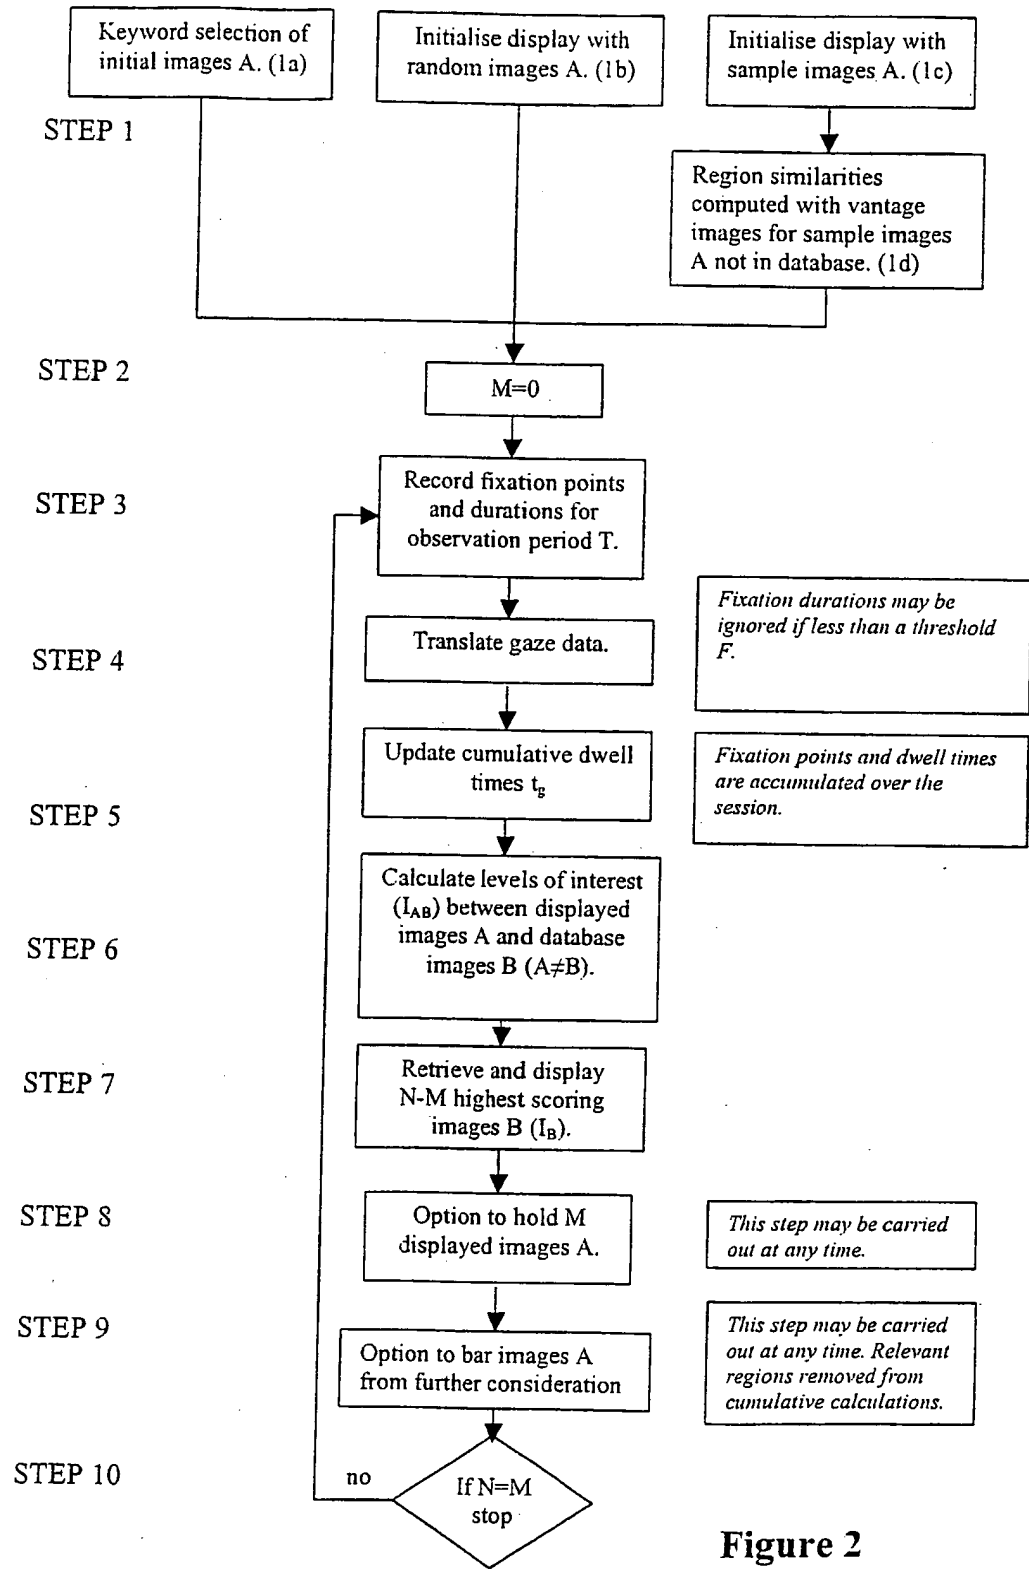 Keyword selection of
initial images A. (1a)
Initialise display with
random images A. (1b)
Initialise display with
sample images A. (1c)
STEP 1
Region similarities
computed with vantage
images for sample images
A not in database. (1d)
STEP 2
M=0
STEP 3
Record fixation points
and durations for
observation period T.
STEP 4
Translate gaze data.
Fixation durations may be
ignored if less than a threshold
F.
STEP 5
Update cumulative dwell
times tg
Fixation points and dwell times
are accumulated over the
session.
STEP 6
Calculate levels of interest
(IAB) between displayed
images A and database
images B (A≠B).
STEP 7
Retrieve and display
N-M highest scoring
images B (IB).
STEP 8
Option to hold M
displayed images A.
This step may be carried
out at any time.
STEP 9
Option to bar images A
from further consideration
This step may be carried
out at any time. Relevant
regions removed from
cumulative calculations.
STEP 10
no
If N=M
stop
Figure 2